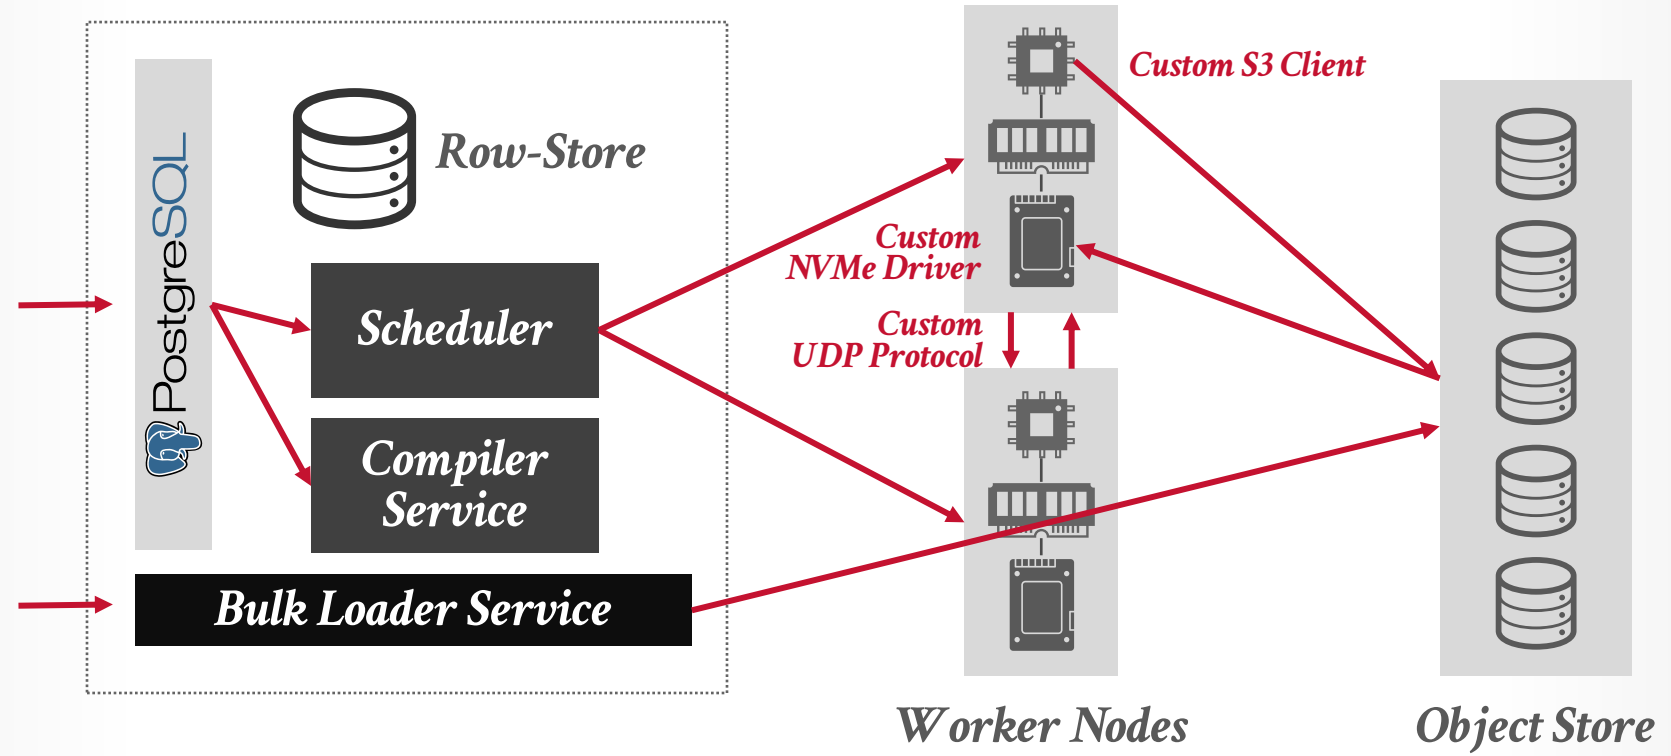 PostgreSQL
Row-Store
Scheduler
Compiler
Service
Bulk Loader Service
Custom S3 Client
Custom
NVMe Driver
Custom
UDP Protocol
Worker Nodes
Object Store